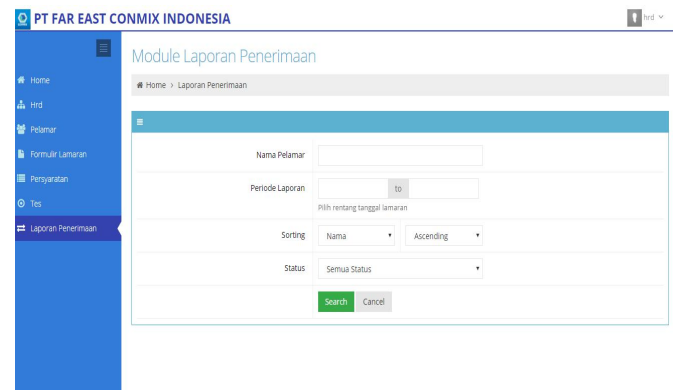 PT FAR EAST CONMIX INDONESIA
hrd
Module Laporan Penerimaan
Home
Home > Laporan Penerimaan
Hrd
Pelamar
Formulir Lamaran
Persyaratan
Tes
Laporan Penerimaan
Nama Pelamar
Periode Laporan to
Pilih rentang tanggal lamaran
Sorting Nama Ascending
Status Semua Status
Search Cancel